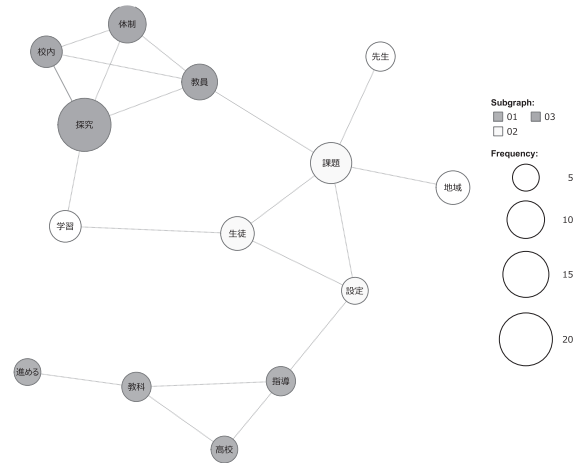 体制
校内
先生
教員
探究
課題
地域
学習
生徒
設定
進める
教科
指導
高校
Subgraph:
01 03
02
Frequency:
5
10
15
20